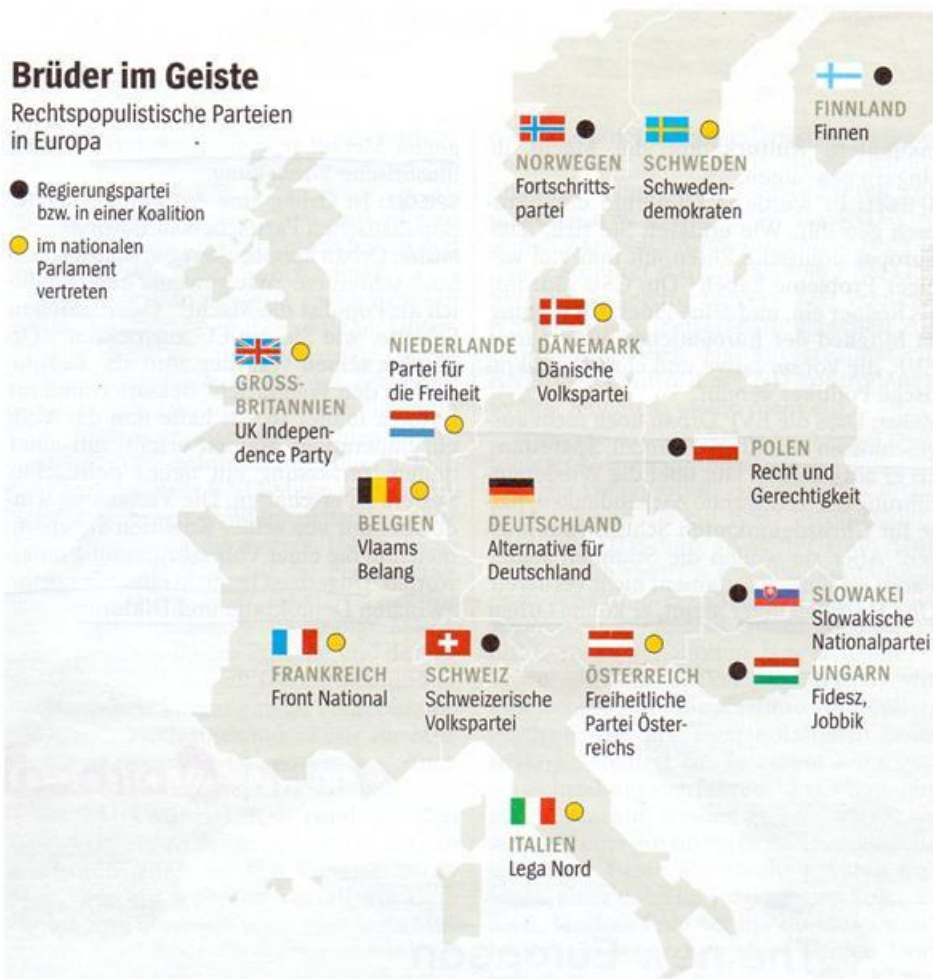 Brüder im Geiste
Rechtspopulistische Parteien
in Europa
Regierungspartei
bzw. in einer Koalition
im nationalen
Parlament
vertreten
FINNLAND
Finnen
NORWEGEN
Fortschritts-
partei
SCHWEDEN
Schweden-
demokraten
GROSS-
BRITANNIEN
UK Indepen-
dence Party
NIEDERLANDE
Partei für
die Freiheit
DÄNEMARK
Dänische
Volkspartei
POLEN
Recht und
Gerechtigkeit
BELGIEN
Vlaams
Belang
DEUTSCHLAND
Alternative für
Deutschland
SLOWAKEI
Slowakische
Nationalpartei
FRANKREICH
Front National
SCHWEIZ
Schweizerische
Volkspartei
ÖSTERREICH
Freiheitliche
Partei Öster-
reichs
UNGARN
Fidesz,
Jobbik
ITALIEN
Lega Nord